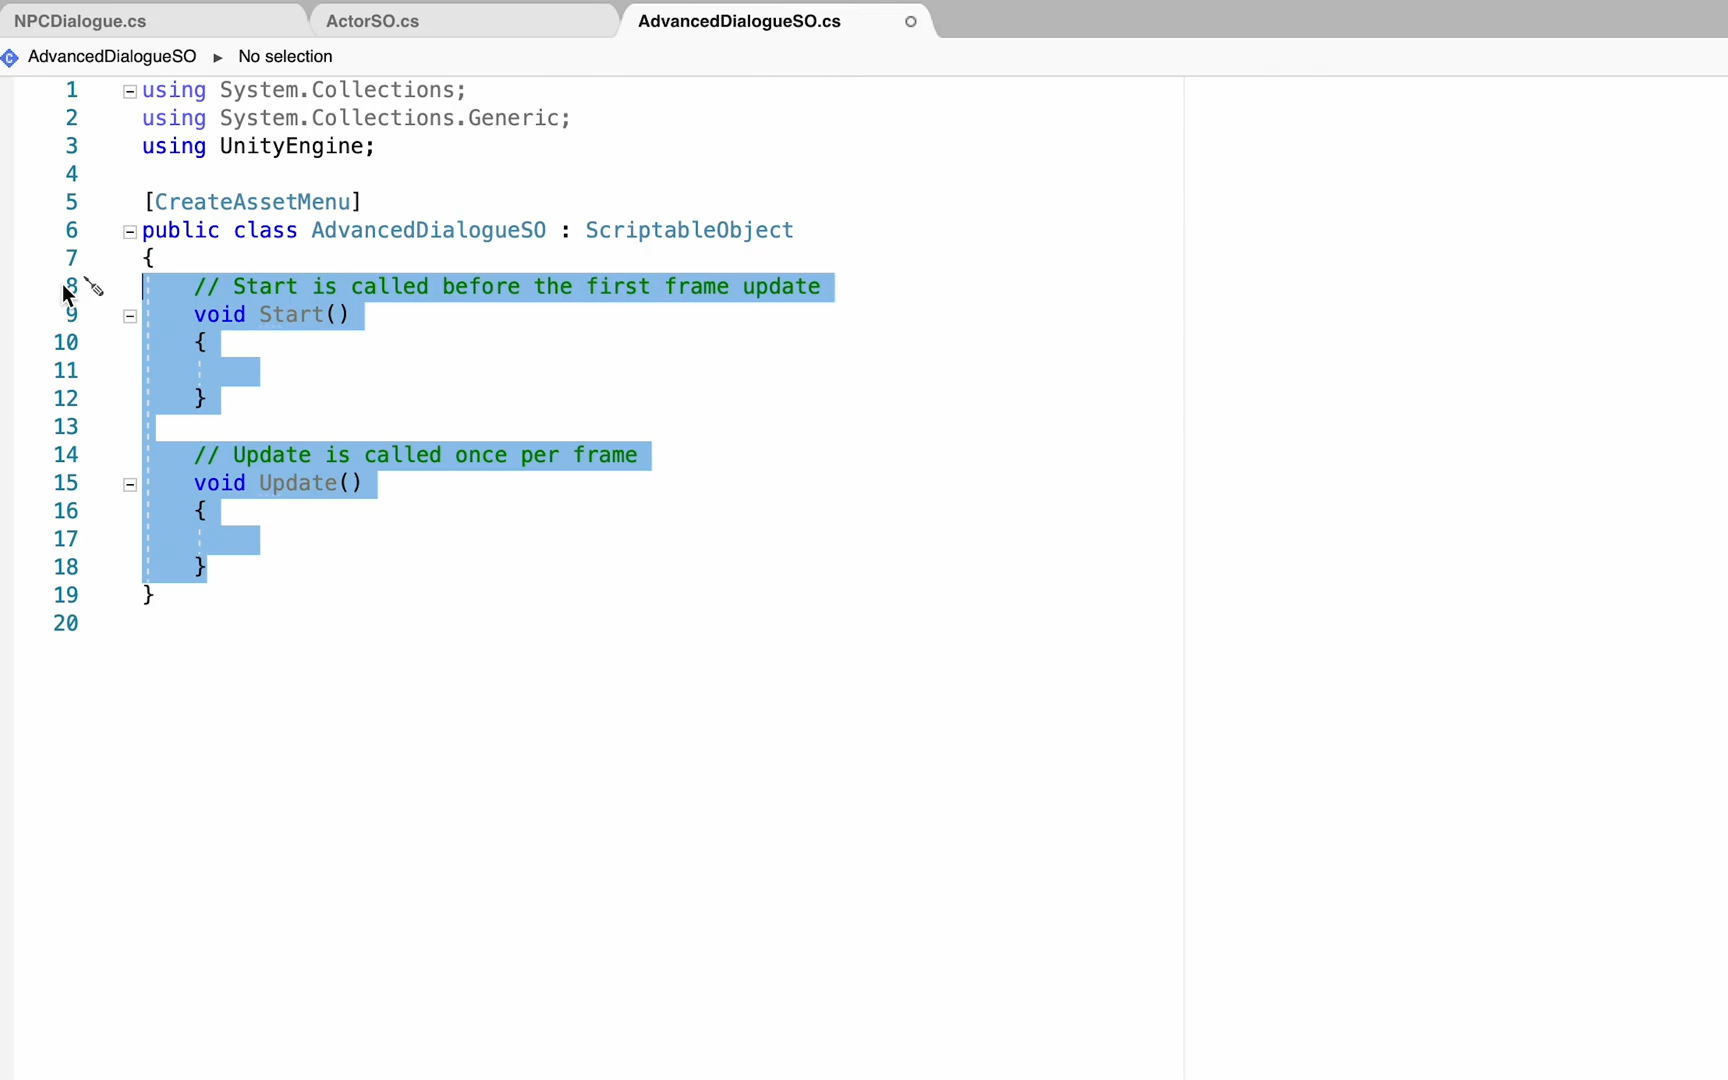 NPCDialogue.cs
ActorSO.cs
AdvancedDialogueSO.cs
AdvancedDialogueSO ▸ No selection
1 using System.Collections;
2 using System.Collections.Generic;
3 using UnityEngine;
4
5 [CreateAssetMenu]
6 public class AdvancedDialogueSO : ScriptableObject
7 {
8 // Start is called before the first frame update
9 void Start()
10 {
11
12 }
13
14 // Update is called once per frame
15 void Update()
16 {
17
18 }
19 }
20